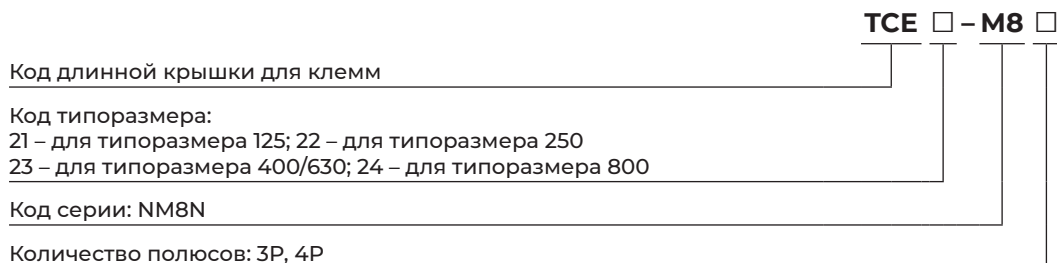 TCE □ – M8 □
Код длинной крышки для клемм
Код типоразмера:
21 – для типоразмера 125; 22 – для типоразмера 250
23 – для типоразмера 400/630; 24 – для типоразмера 800
Код серии: NM8N
Количество полюсов: 3P, 4P